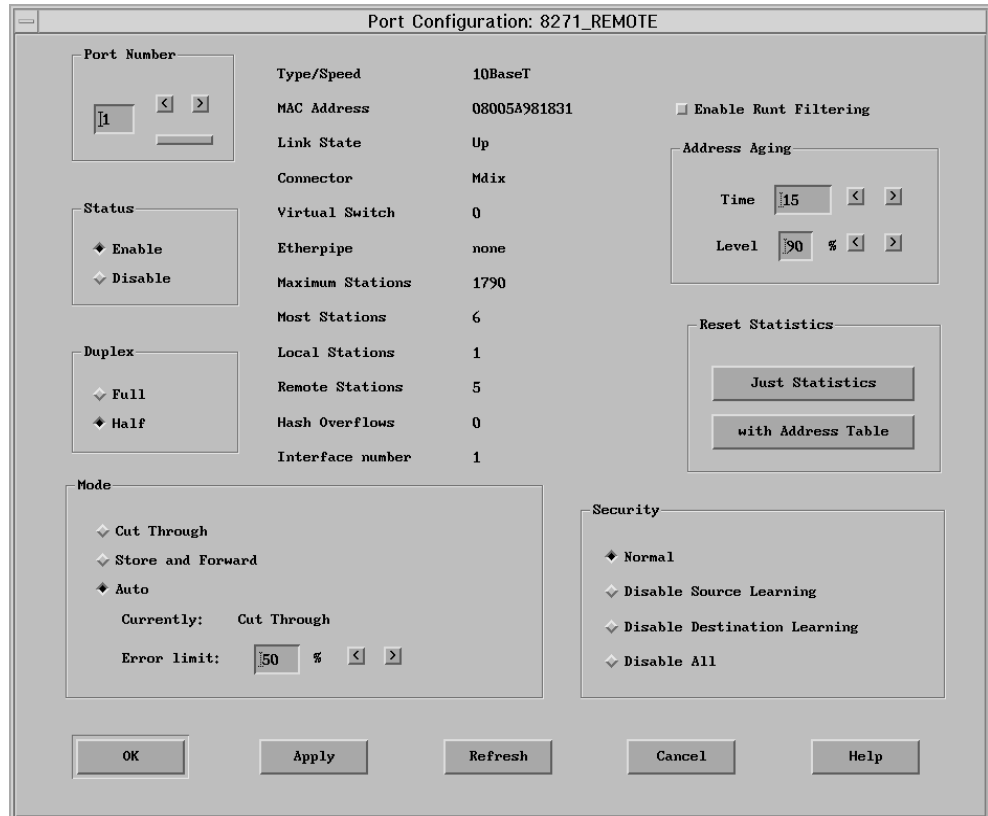 Port Configuration: 8271_REMOTE
Port Number
1
< >
Status
Enable
Disable
Duplex
Full
Half
Type/Speed 10BaseT
MAC Address 08005A981831
Link State Up
Connector Mdix
Virtual Switch 0
Etherpipe none
Maximum Stations 1790
Most Stations 6
Local Stations 1
Remote Stations 5
Hash Overflows 0
Interface number 1
Enable Runt Filtering
Address Aging
Time 15 < >
Level 90 % < >
Reset Statistics
Just Statistics
with Address Table
Mode
Cut Through
Store and Forward
Auto
Currently: Cut Through
Error limit: 50 % < >
Security
Normal
Disable Source Learning
Disable Destination Learning
Disable All
OK Apply Refresh Cancel Help